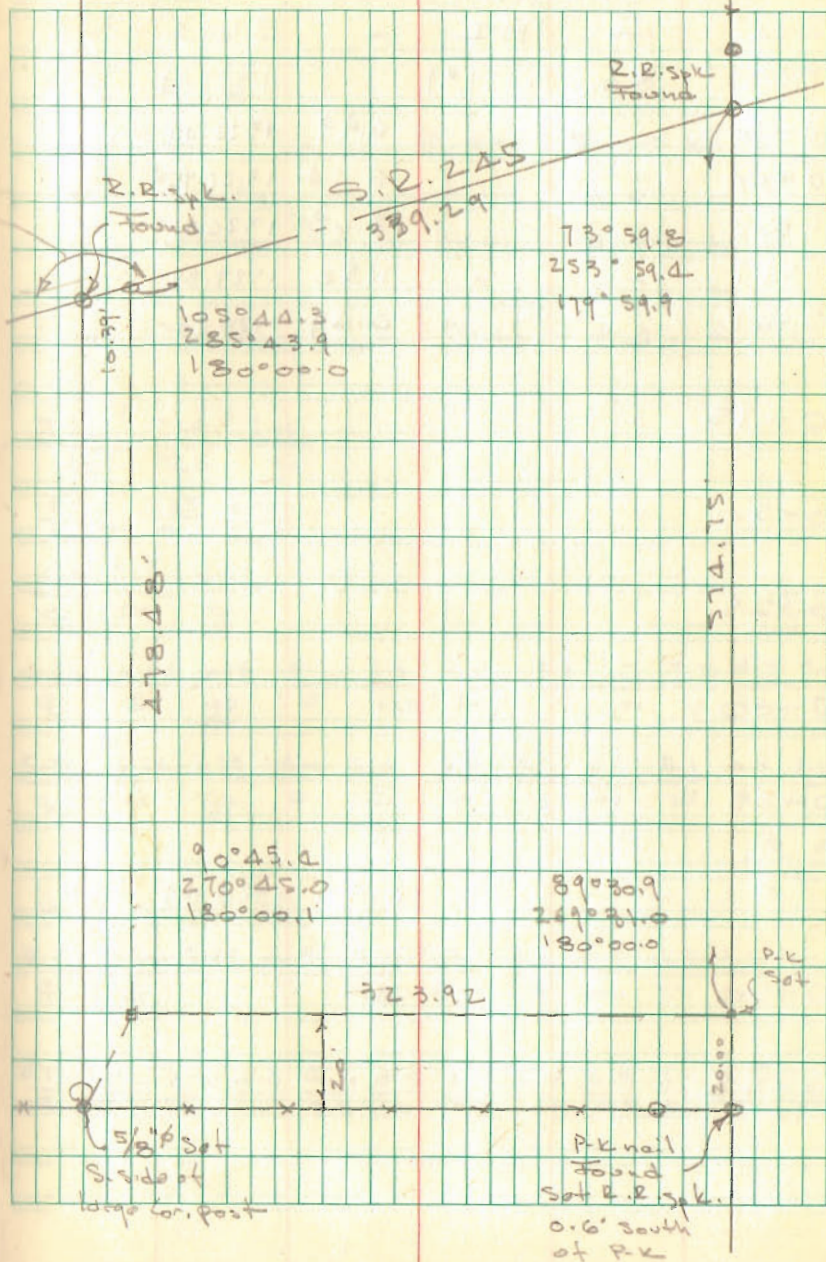 R.R. spk
Found
R.R. spk.
Found
S.R. 245
339.29
10.39'
105°44.3
285°43.9
180°00.0
73°59.8
253°59.4
179°59.9
478.48'
574.75'
90°45.4
270°45.0
180°00.1
89°30.9
269°31.0
180°00.0
323.92
P-K
Set
20'
20.00
5/8"ø Set
S. side of
large cor. post
P-K nail
Found
Set R.R. spk.
0.6' South
of P-K